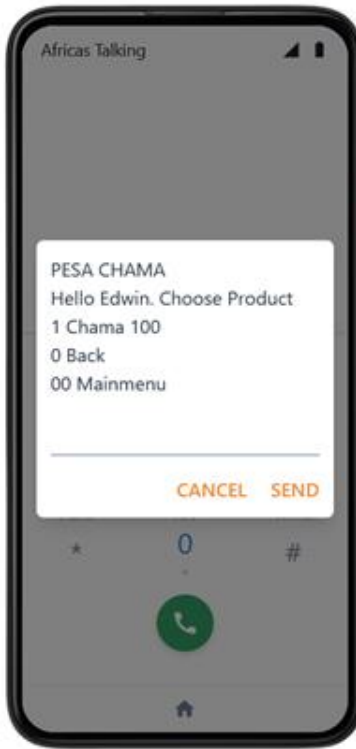 Africas Talking
PESA CHAMA
Hello Edwin. Choose Product
1 Chama 100
0 Back
00 Mainmenu
CANCEL SEND
* 0 #